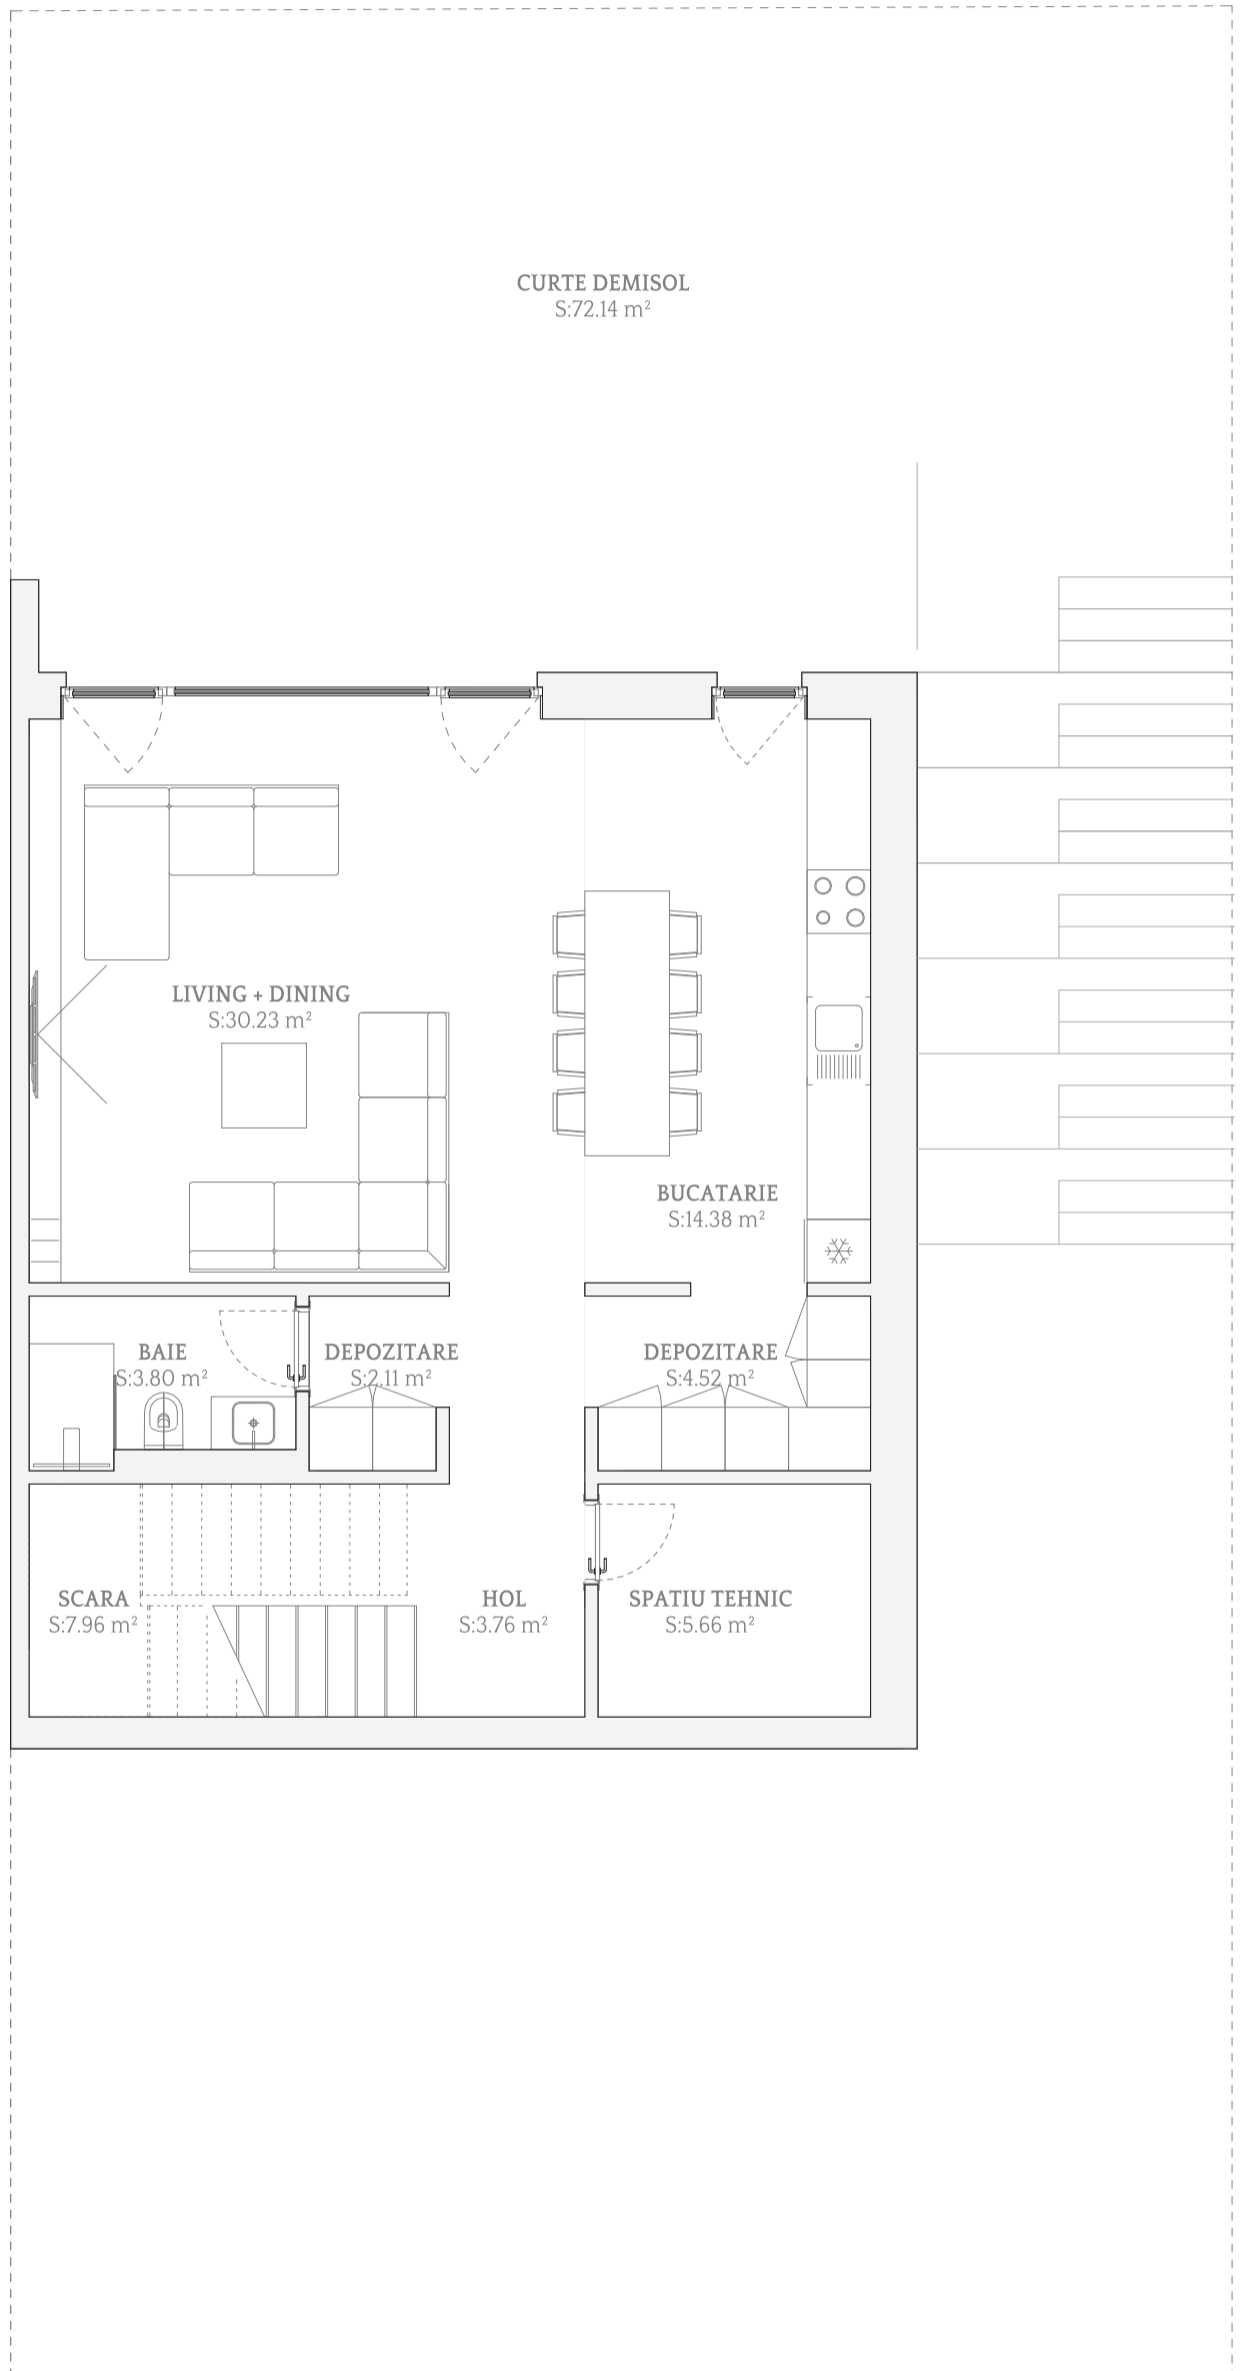 CURTE DEMISOL
S:72.14 m²
LIVING + DINING
S:30.23 m²
BUCATARIE
S:14.38 m²
BAIE
S:3.80 m²
DEPOZITARE
S:2.11 m²
DEPOZITARE
S:4.52 m²
SCARA
S:7.96 m²
HOL
S:3.76 m²
SPATIU TEHNIC
S:5.66 m²